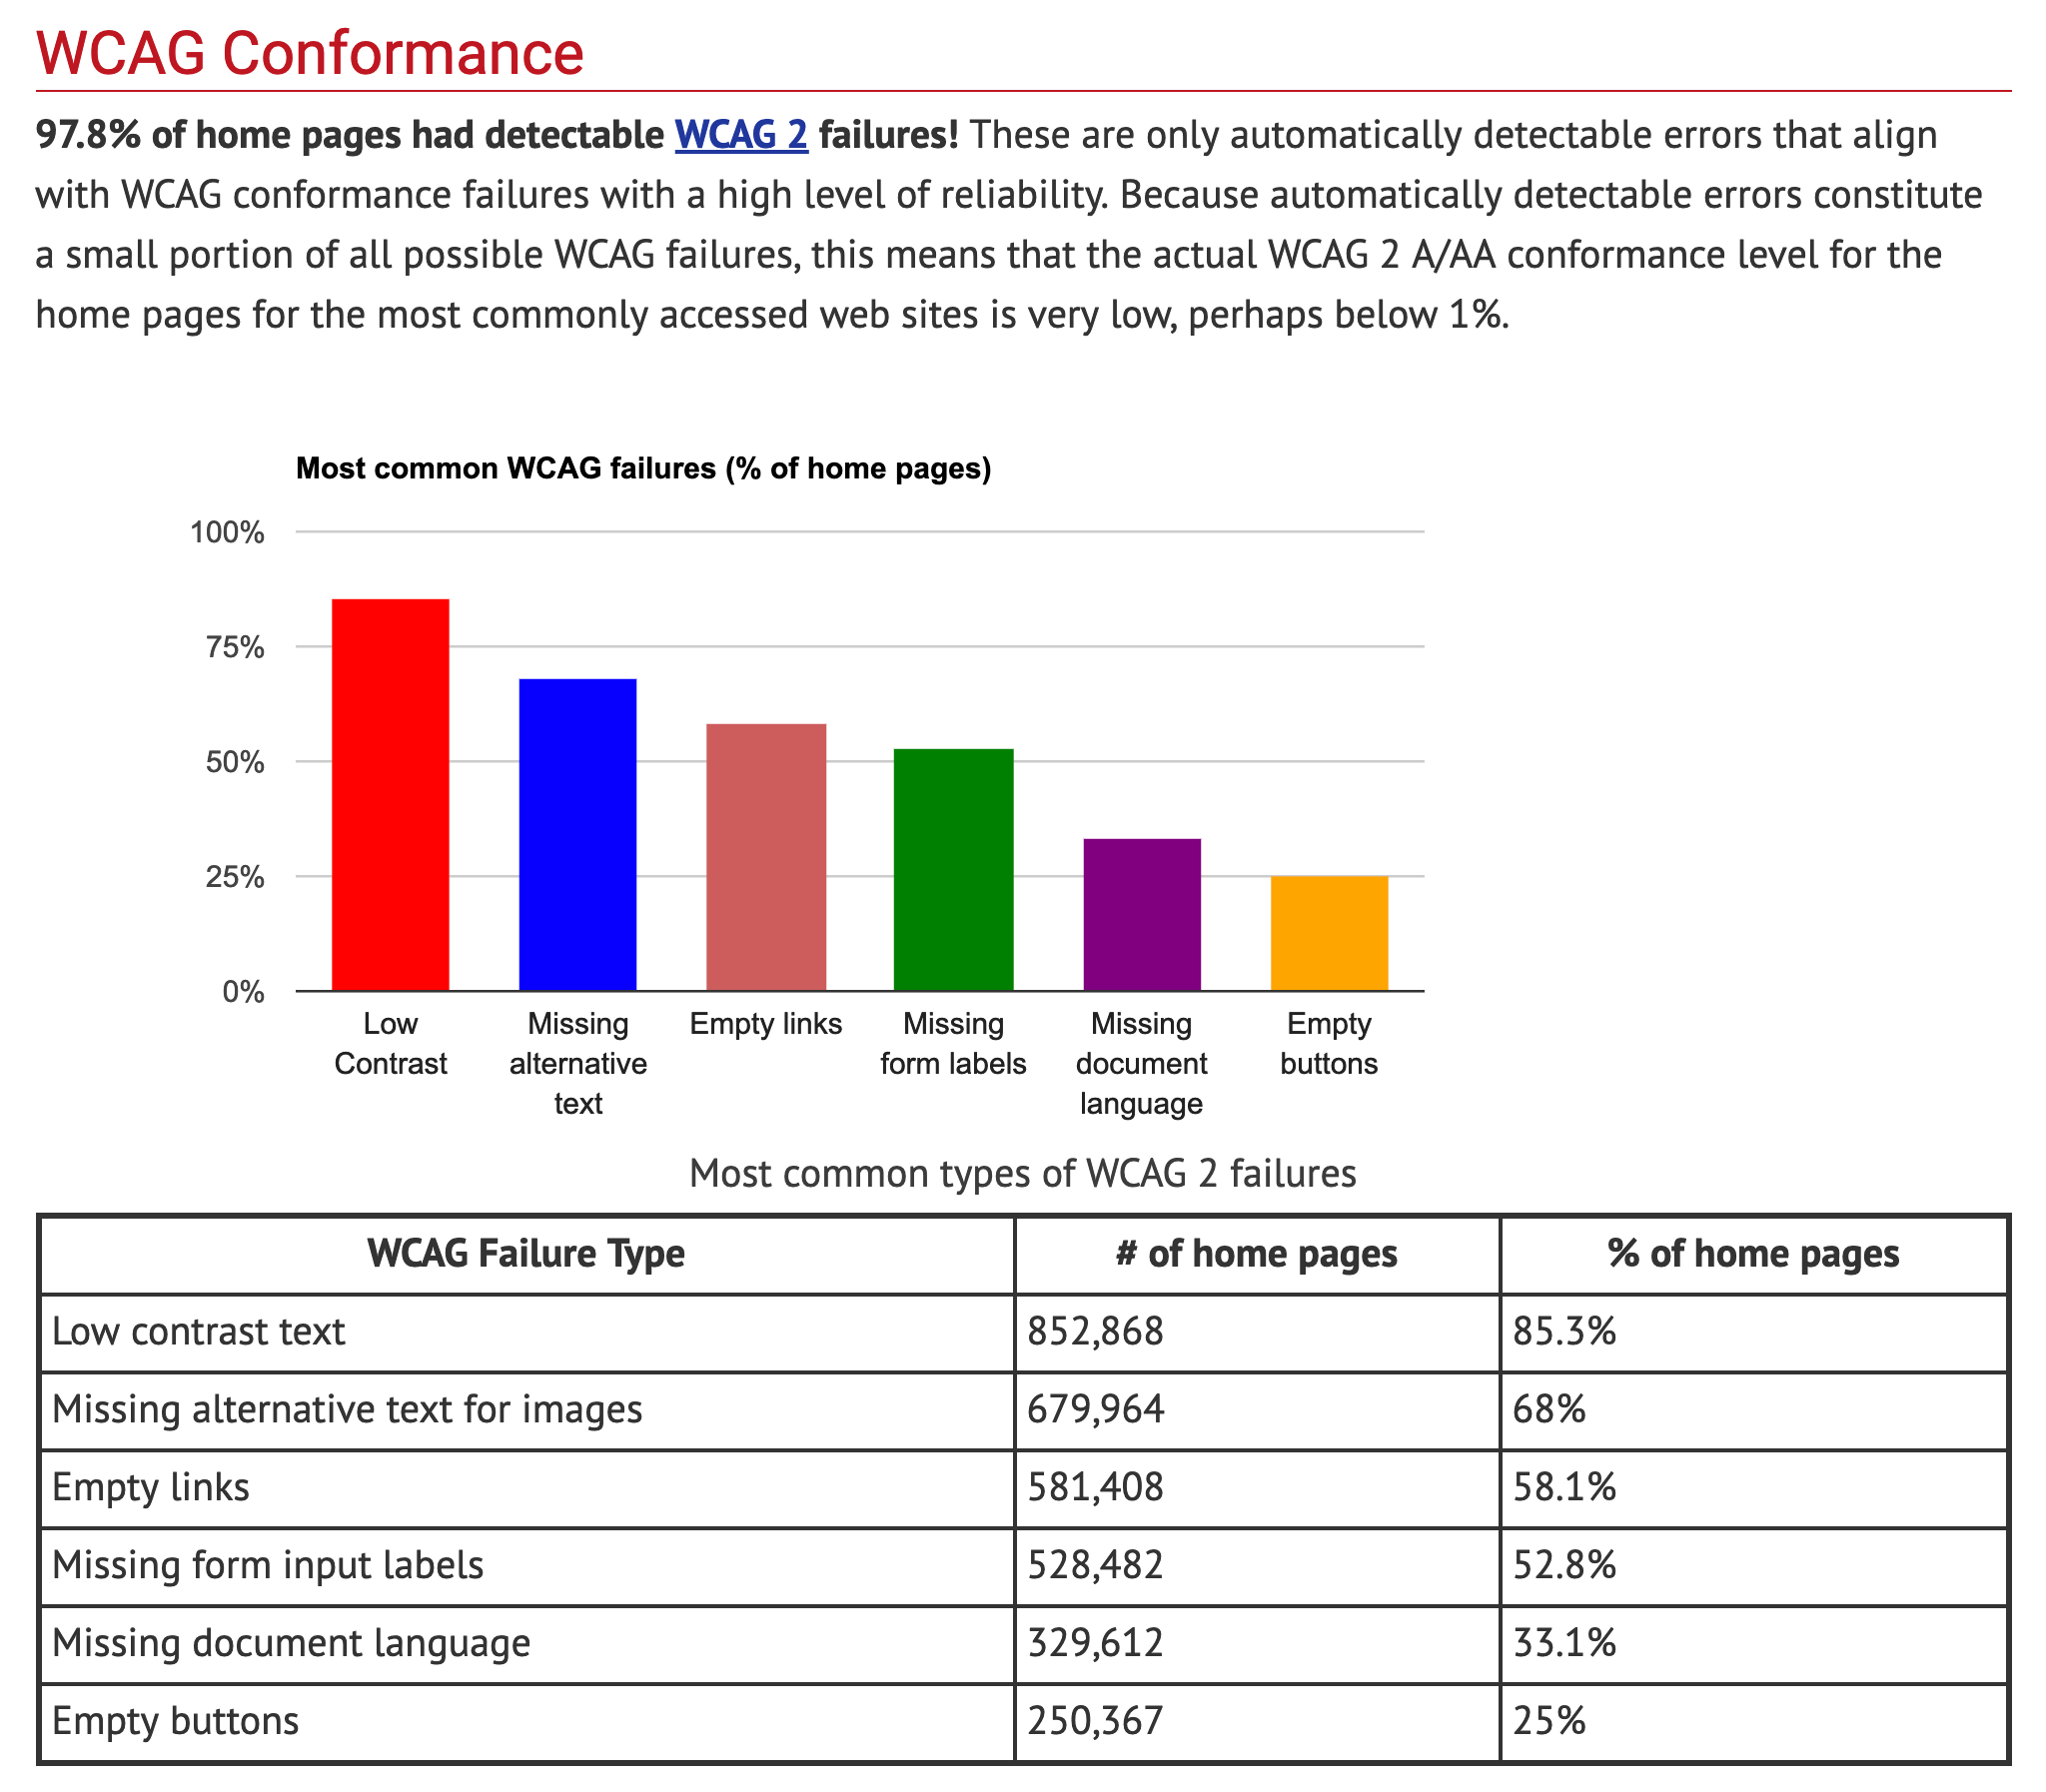 WCAG Conformance
97.8% of home pages had detectable WCAG 2 failures! These are only automatically detectable errors that align
with WCAG conformance failures with a high level of reliability. Because automatically detectable errors constitute
a small portion of all possible WCAG failures, this means that the actual WCAG 2 A/AA conformance level for the
home pages for the most commonly accessed web sites is very low, perhaps below 1%.
Most common WCAG failures (% of home pages)
100%
75%
50%
25%
0%
Low
Contrast
Missing
alternative
text
Empty links
Missing
form labels
Missing
document
language
Empty
buttons
Most common types of WCAG 2 failures
WCAG Failure Type # of home pages % of home pages
Low contrast text 852,868 85.3%
Missing alternative text for images 679,964 68%
Empty links 581,408 58.1%
Missing form input labels 528,482 52.8%
Missing document language 329,612 33.1%
Empty buttons 250,367 25%